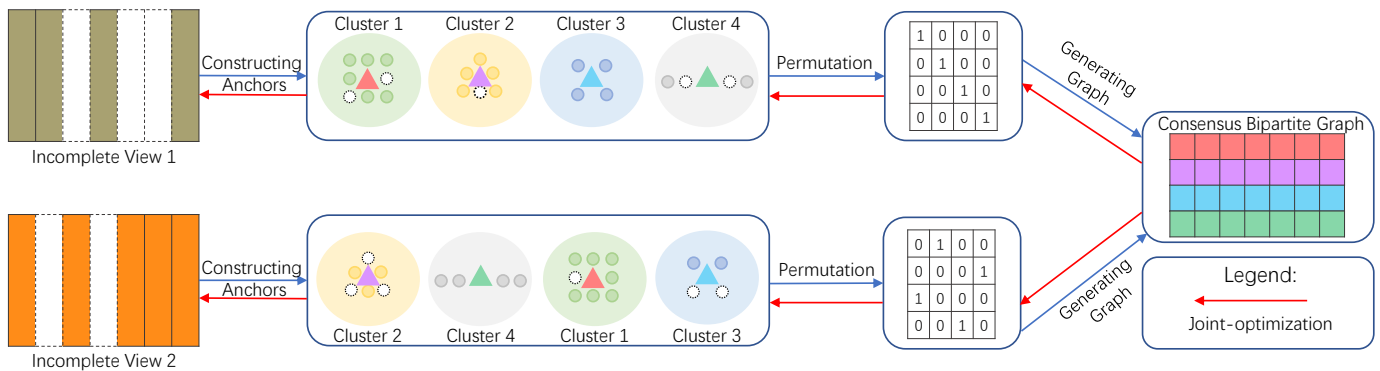 Cluster 1 Cluster 2 Cluster 3 Cluster 4
Constructing
Anchors
Permutation
1 0 0 0
0 1 0 0
0 0 1 0
0 0 0 1
Generating
Graph
Incomplete View 1
Consensus Bipartite Graph
Constructing
Anchors
Permutation
0 1 0 0
0 0 0 1
1 0 0 0
0 0 1 0
Generating
Graph
Cluster 2 Cluster 4 Cluster 1 Cluster 3
Incomplete View 2
Legend:
Joint-optimization